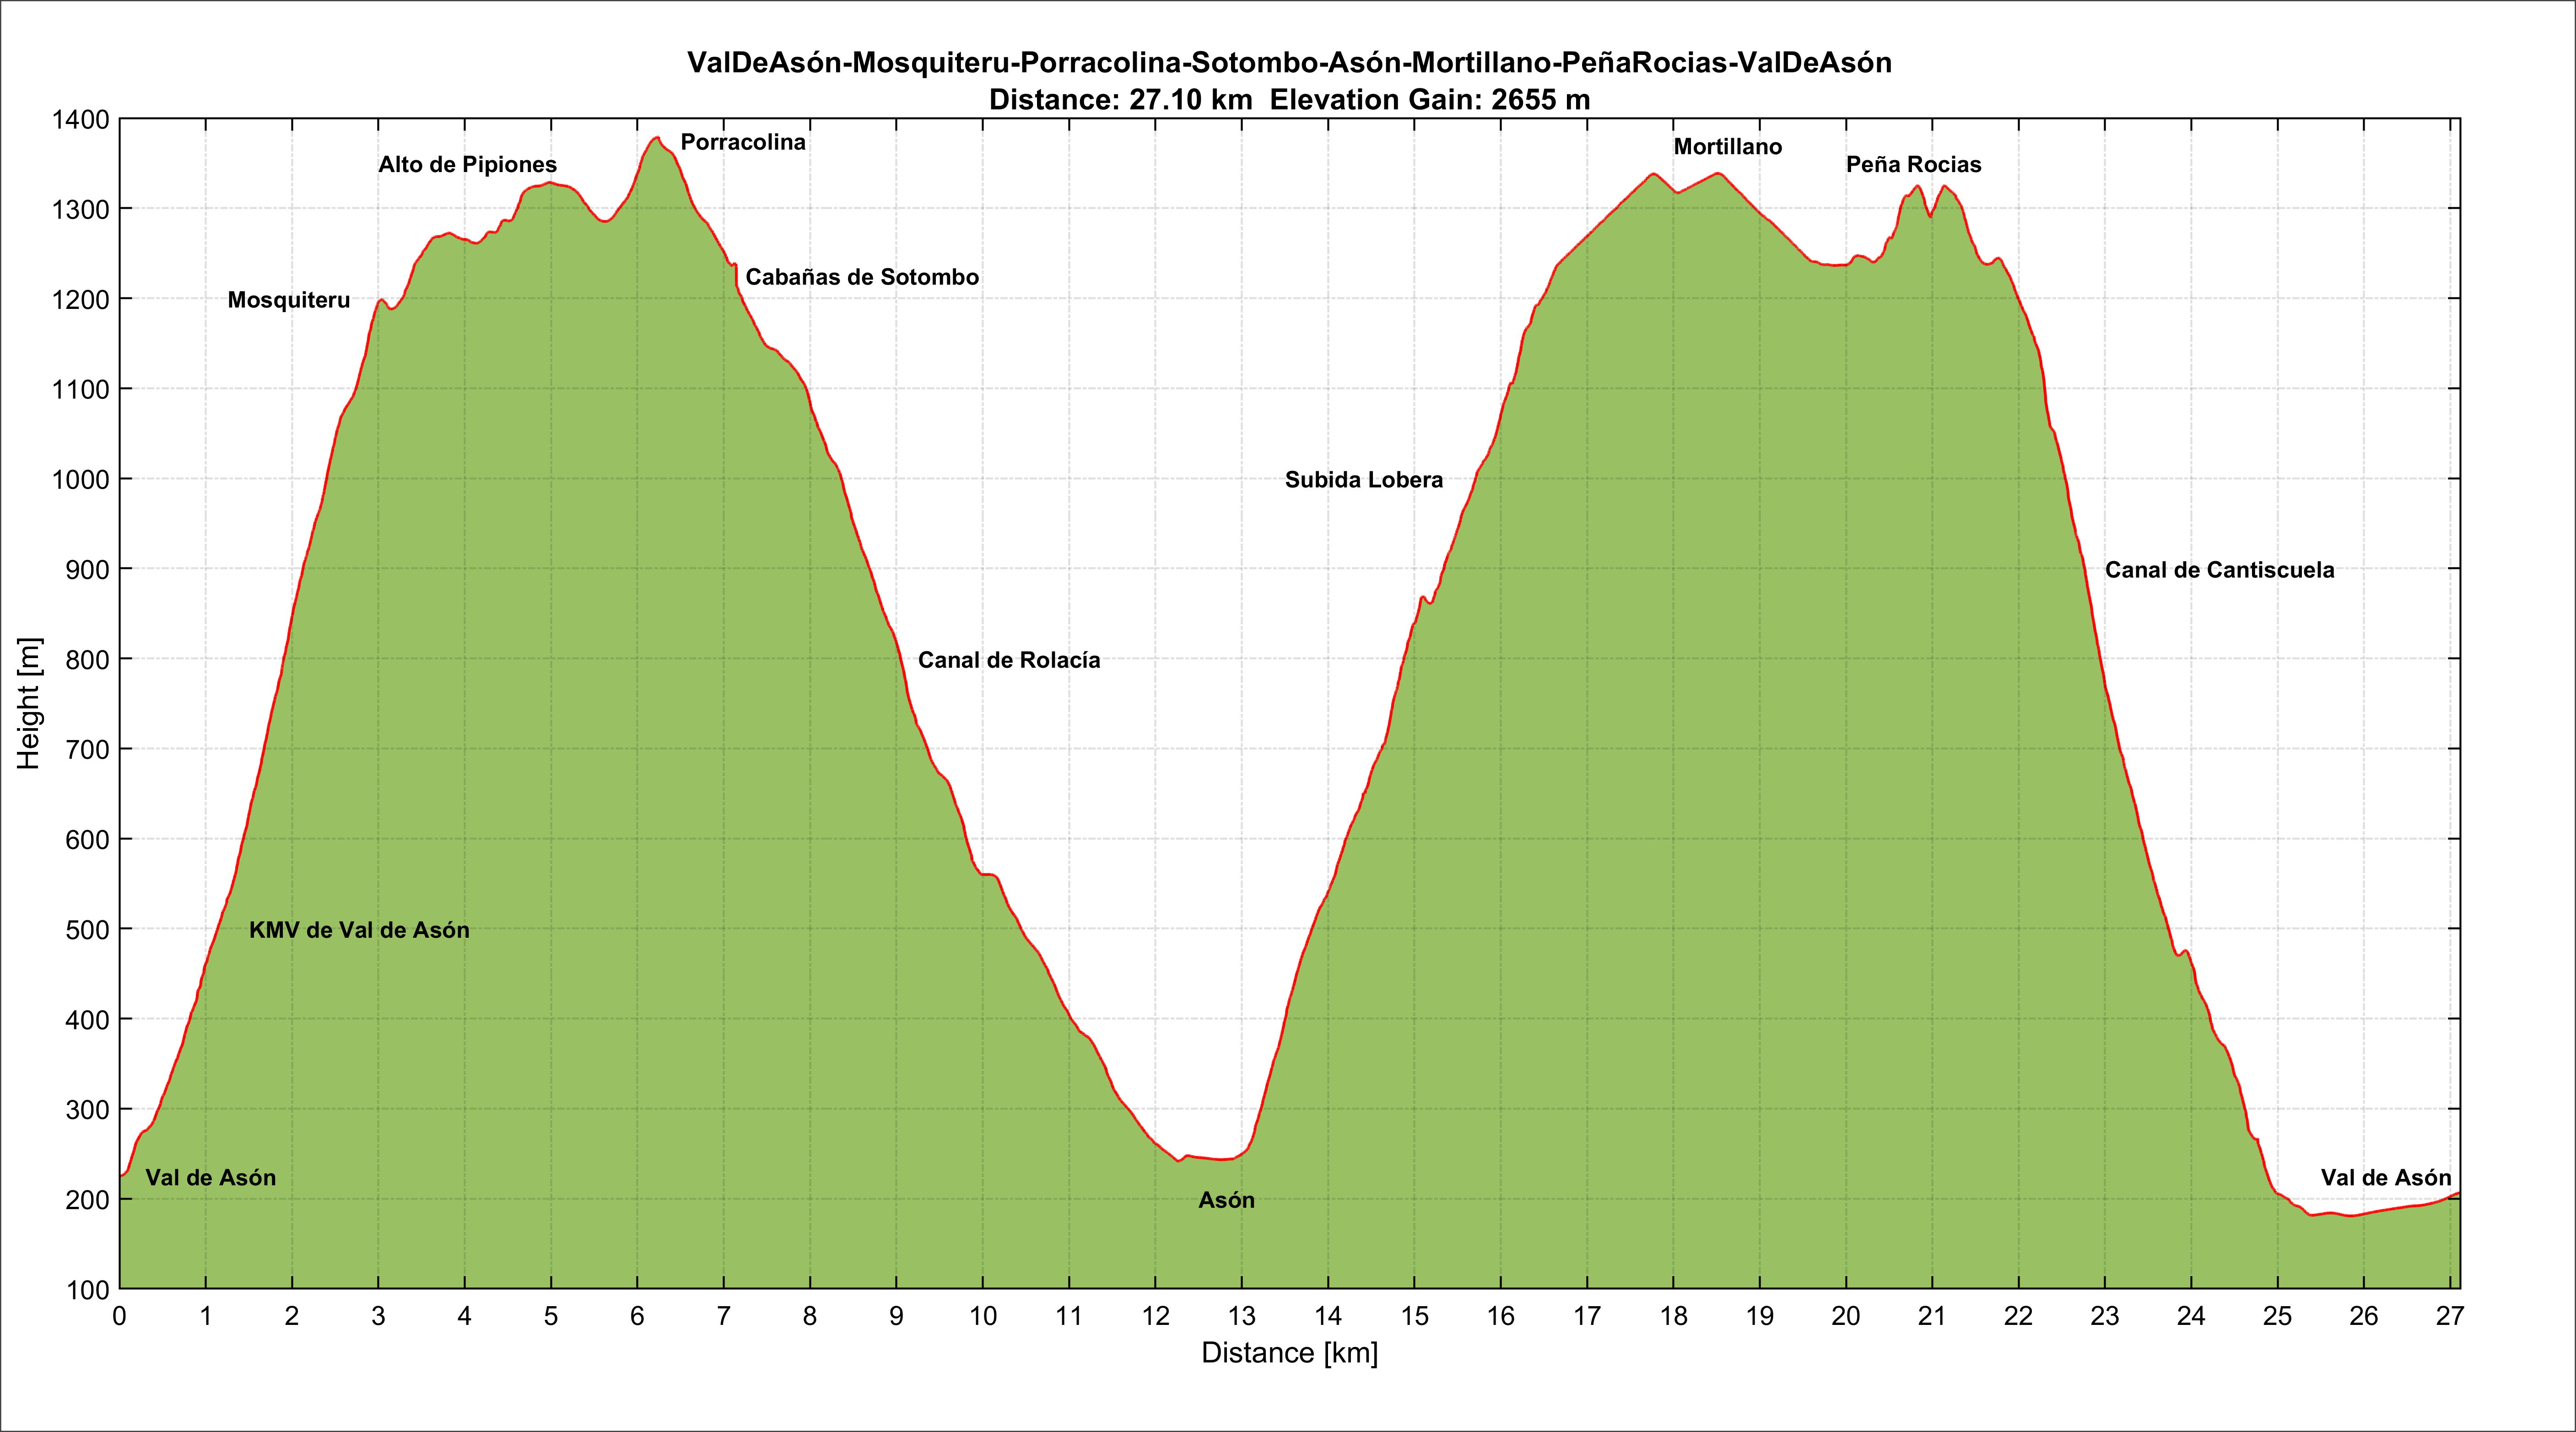 ValDeAsón-Mosquiteru-Porracolina-Sotombo-Asón-Mortillano-PeñaRocias-ValDeAsón
Distance: 27.10 km  Elevation Gain: 2655 m
1400
1300
1200
1100
1000
900
800
700
600
500
400
300
200
100
Height [m]
Porracolina
Mortillano
Alto de Pipiones
Peña Rocias
Cabañas de Sotombo
Mosquiteru
Subida Lobera
Canal de Cantiscuela
Canal de Rolacía
KMV de Val de Asón
Val de Asón
Val de Asón
Asón
0 1 2 3 4 5 6 7 8 9 10 11 12 13 14 15 16 17 18 19 20 21 22 23 24 25 26 27
Distance [km]